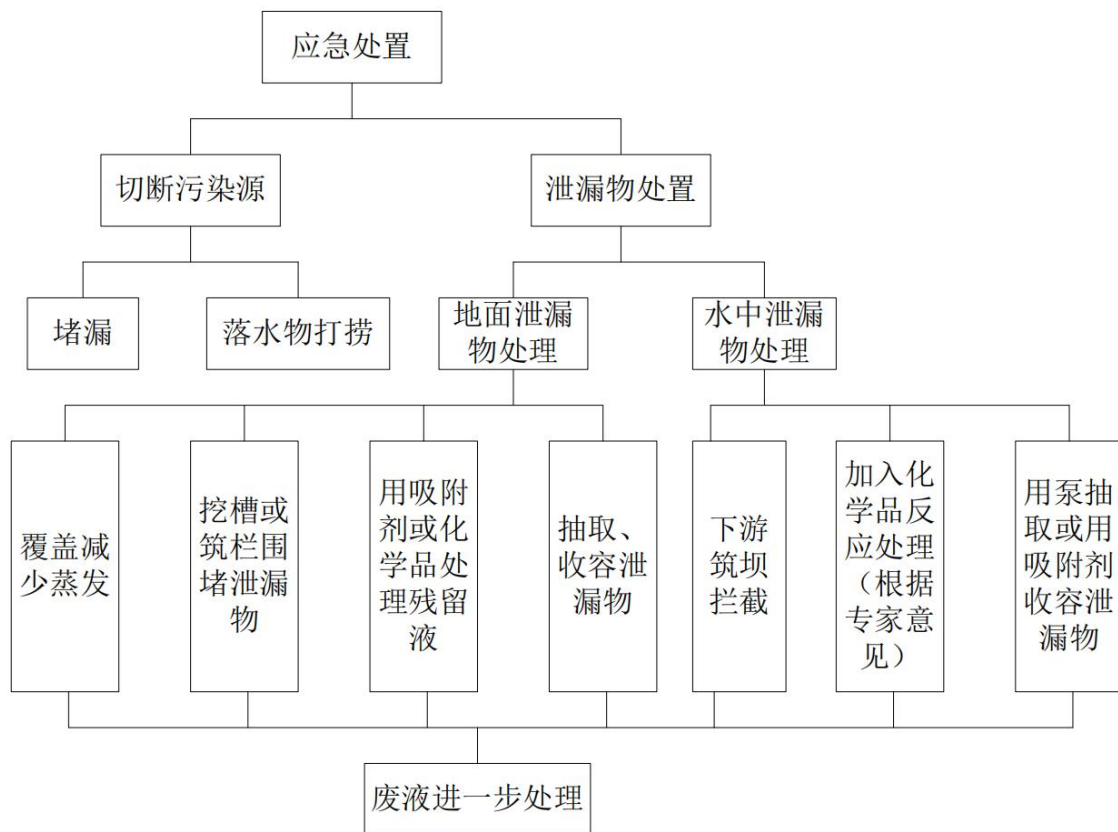 应急处置
切断污染源
泄漏物处置
堵漏
落水物打捞
地面泄漏
物处理
水中泄漏
物处理
覆盖减
少蒸发
挖槽或
筑栏围
堵泄漏
物
用吸附
剂或化
学品处
理残留
液
抽取、
收容泄
漏物
下游
筑坝
拦截
加入化
学品反
应处理
（根据
专家意
见）
用泵抽
取或用
吸附剂
收容泄
漏物
废液进一步处理